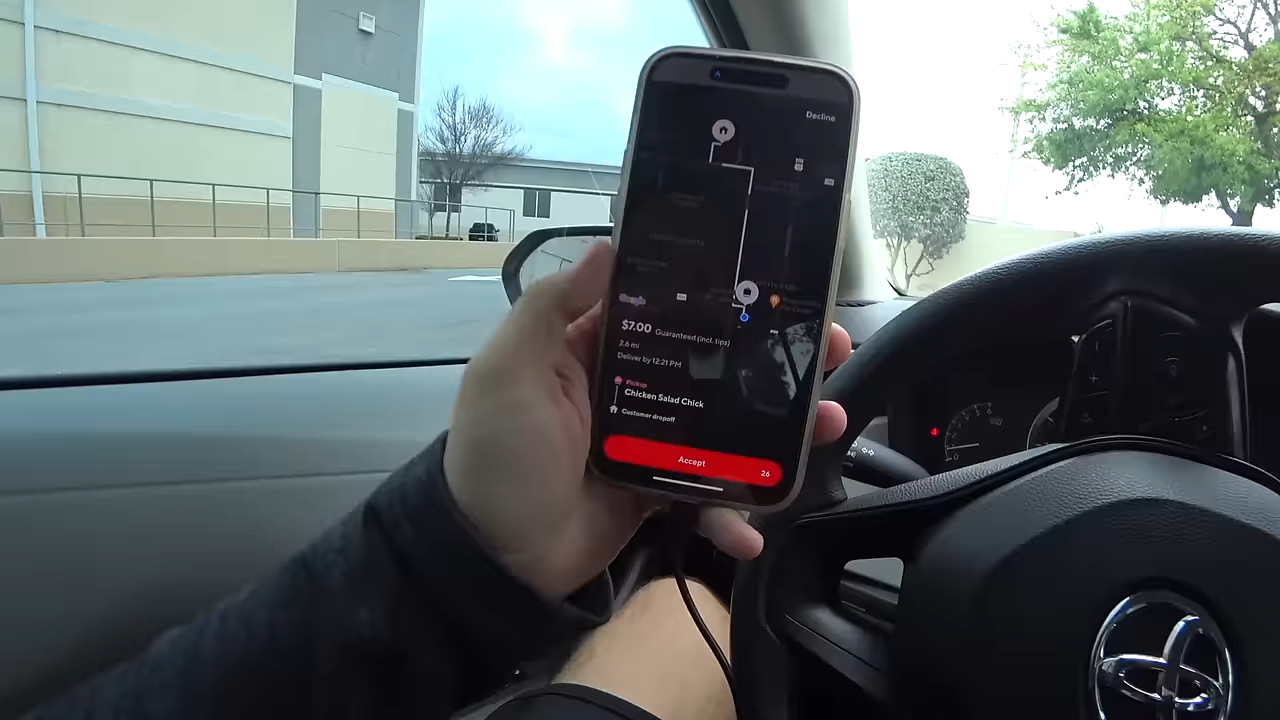 Decline
Google
$7.00 Guaranteed (incl. tips)
2.6 mi
Deliver by 12:21 PM
Pickup
Chicken Salad Chick
Customer dropoff
Accept 26